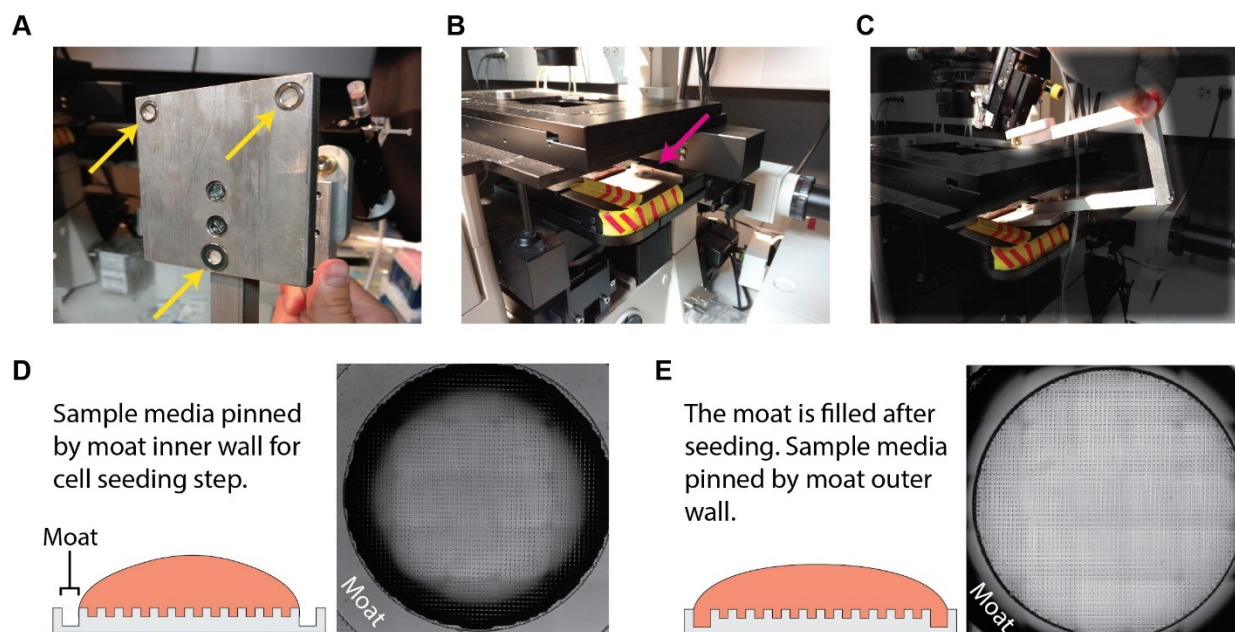 A
B
C
D
Sample media pinned
by moat inner wall for
cell seeding step.
Moat
Moat
E
The moat is filled after
seeding. Sample media
pinned by moat outer
wall.
Moat